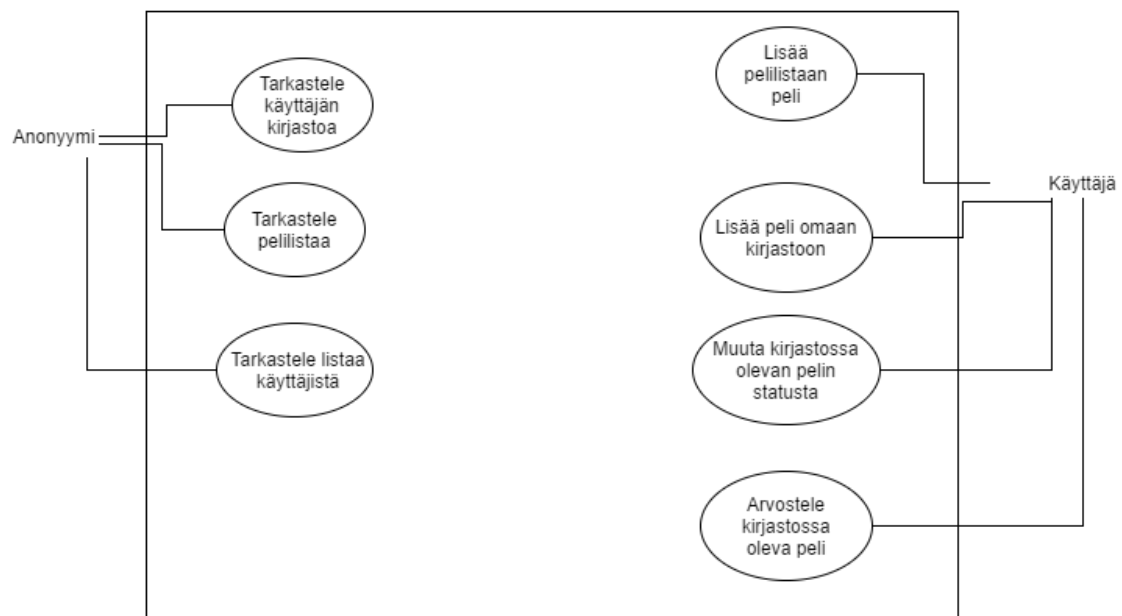 Anonyymi
Tarkastele
käyttäjän
kirjastoa
Tarkastele
pelilistaa
Tarkastele listaa
käyttäjistä
Lisää
pelilistaan
peli
Lisää peli omaan
kirjastoon
Muuta kirjastossa
olevan pelin
statusta
Arvostele
kirjastossa
oleva peli
Käyttäjä